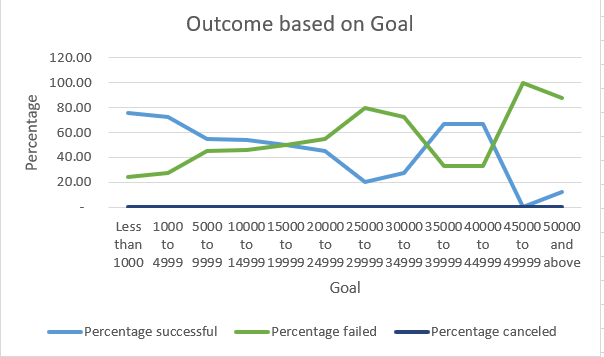 Outcome based on Goal
120.00
100.00
80.00
60.00
40.00
20.00
-
Percentage
Less than 1000
1000 to 4999
5000 to 9999
10000 to 14999
15000 to 19999
20000 to 24999
25000 to 29999
30000 to 34999
35000 to 39999
40000 to 44999
45000 to 49999
50000 and above
Goal
Percentage successful
Percentage failed
Percentage canceled